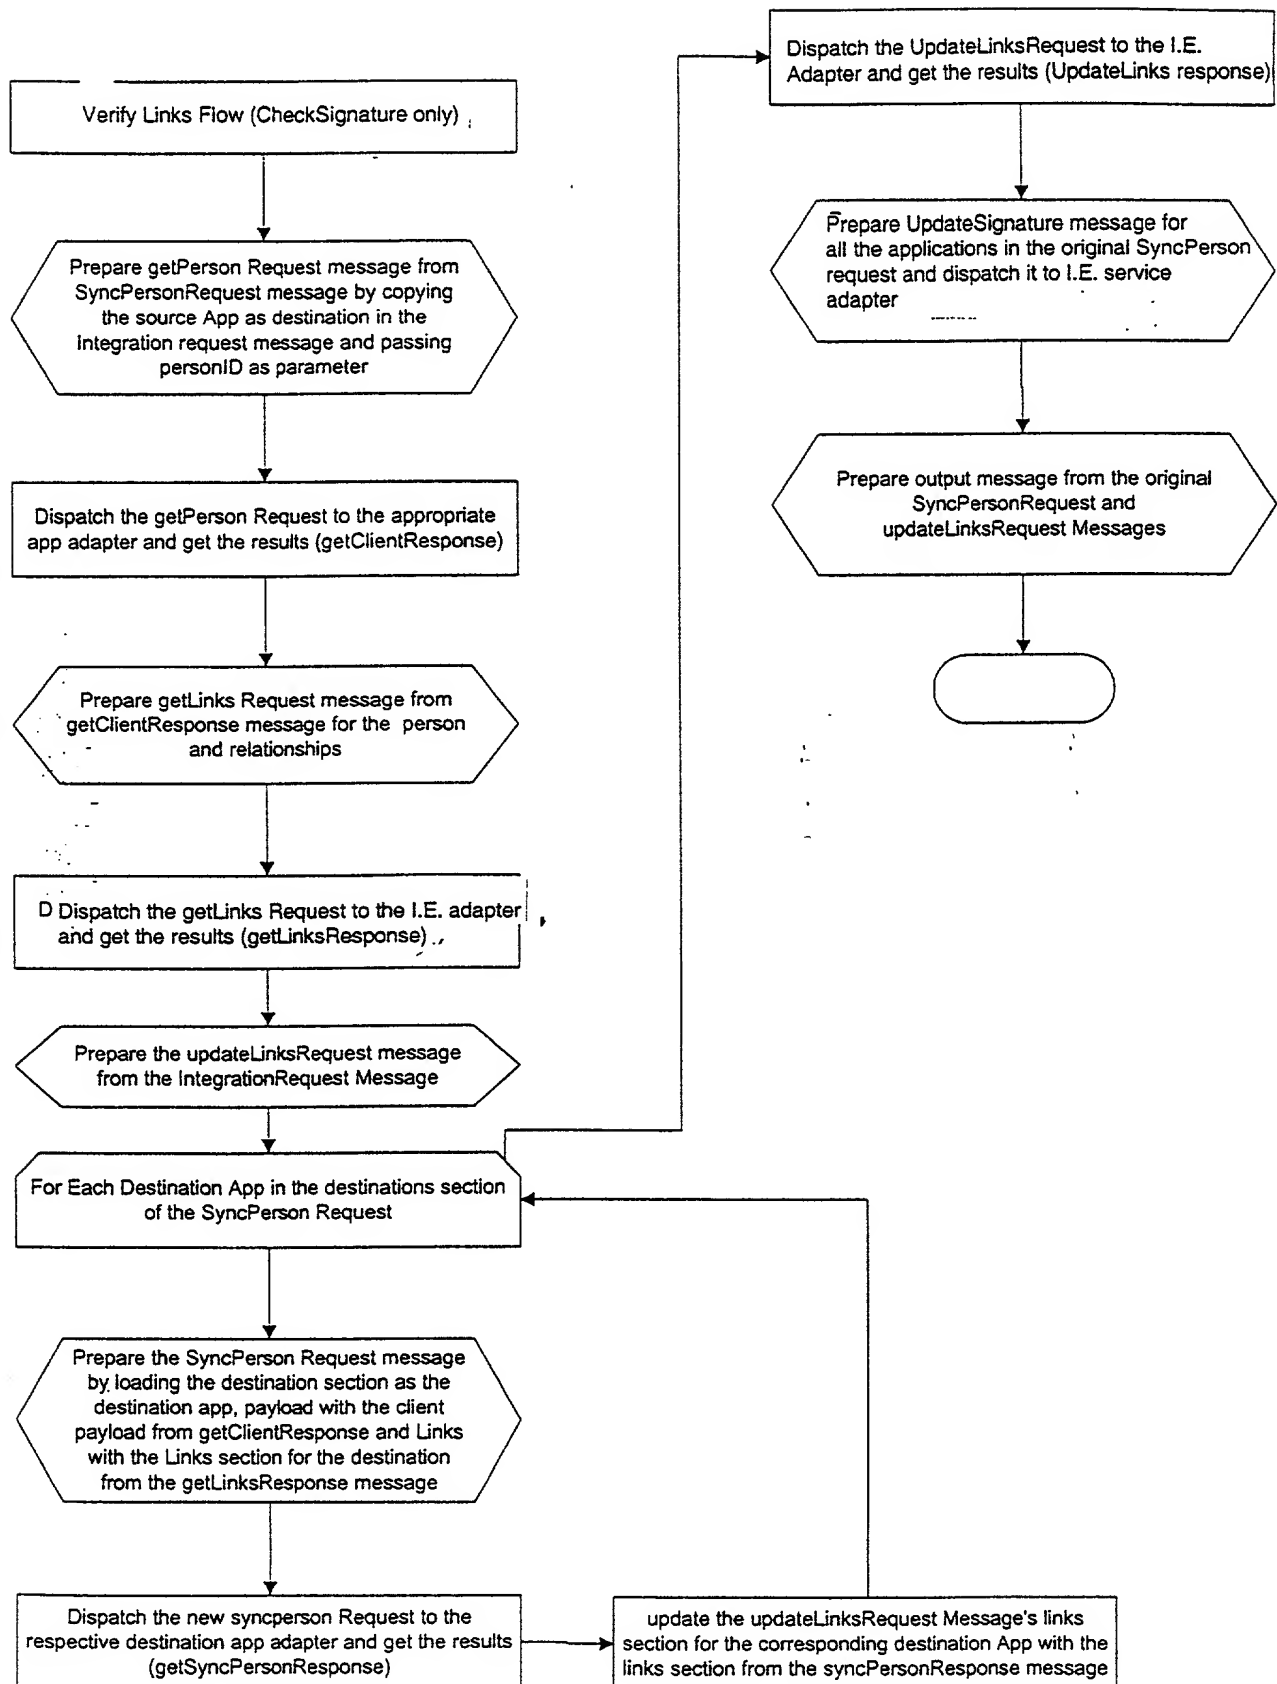 Verify Links Flow (CheckSignature only)
Prepare getPerson Request message from
SyncPersonRequest message by copying
the source App as destination in the
Integration request message and passing
personID as parameter
Dispatch the getPerson Request to the appropriate
app adapter and get the results (getClientResponse)
Prepare getLinks Request message from
getClientResponse message for the person
and relationships
D Dispatch the getLinks Request to the I.E. adapter
and get the results (getLinksResponse)
Prepare the updateLinksRequest message
from the IntegrationRequest Message
For Each Destination App in the destinations section
of the SyncPerson Request
Prepare the SyncPerson Request message
by loading the destination section as the
destination app, payload with the client
payload from getClientResponse and Links
with the Links section for the destination
from the getLinksResponse message
Dispatch the new syncperson Request to the
respective destination app adapter and get the results
(getSyncPersonResponse)
update the updateLinksRequest Message's links
section for the corresponding destination App with the
links section from the syncPersonResponse message
Dispatch the UpdateLinksRequest to the I.E.
Adapter and get the results (UpdateLinks response)
Prepare UpdateSignature message for
all the applications in the original SyncPerson
request and dispatch it to I.E. service
adapter
Prepare output message from the original
SyncPersonRequest and
updateLinksRequest Messages